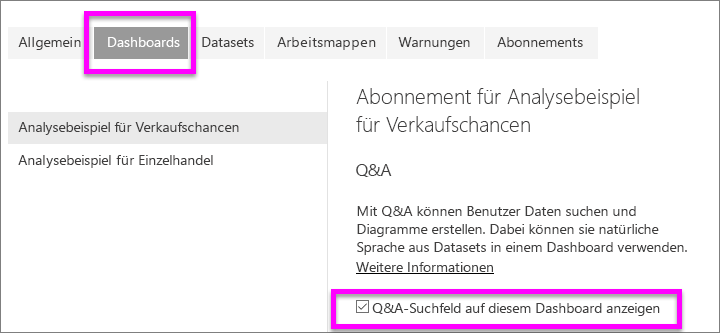 Allgemein Dashboards Datasets Arbeitsmappen Warnungen Abonnements
Analysebeispiel für Verkaufschancen
Analysebeispiel für Einzelhandel
Abonnement für Analysebeispiel
für Verkaufschancen
Q&A
Mit Q&A können Benutzer Daten suchen und
Diagramme erstellen. Dabei können sie natürliche
Sprache aus Datasets in einem Dashboard verwenden.
Weitere Informationen
Q&A-Suchfeld auf diesem Dashboard anzeigen